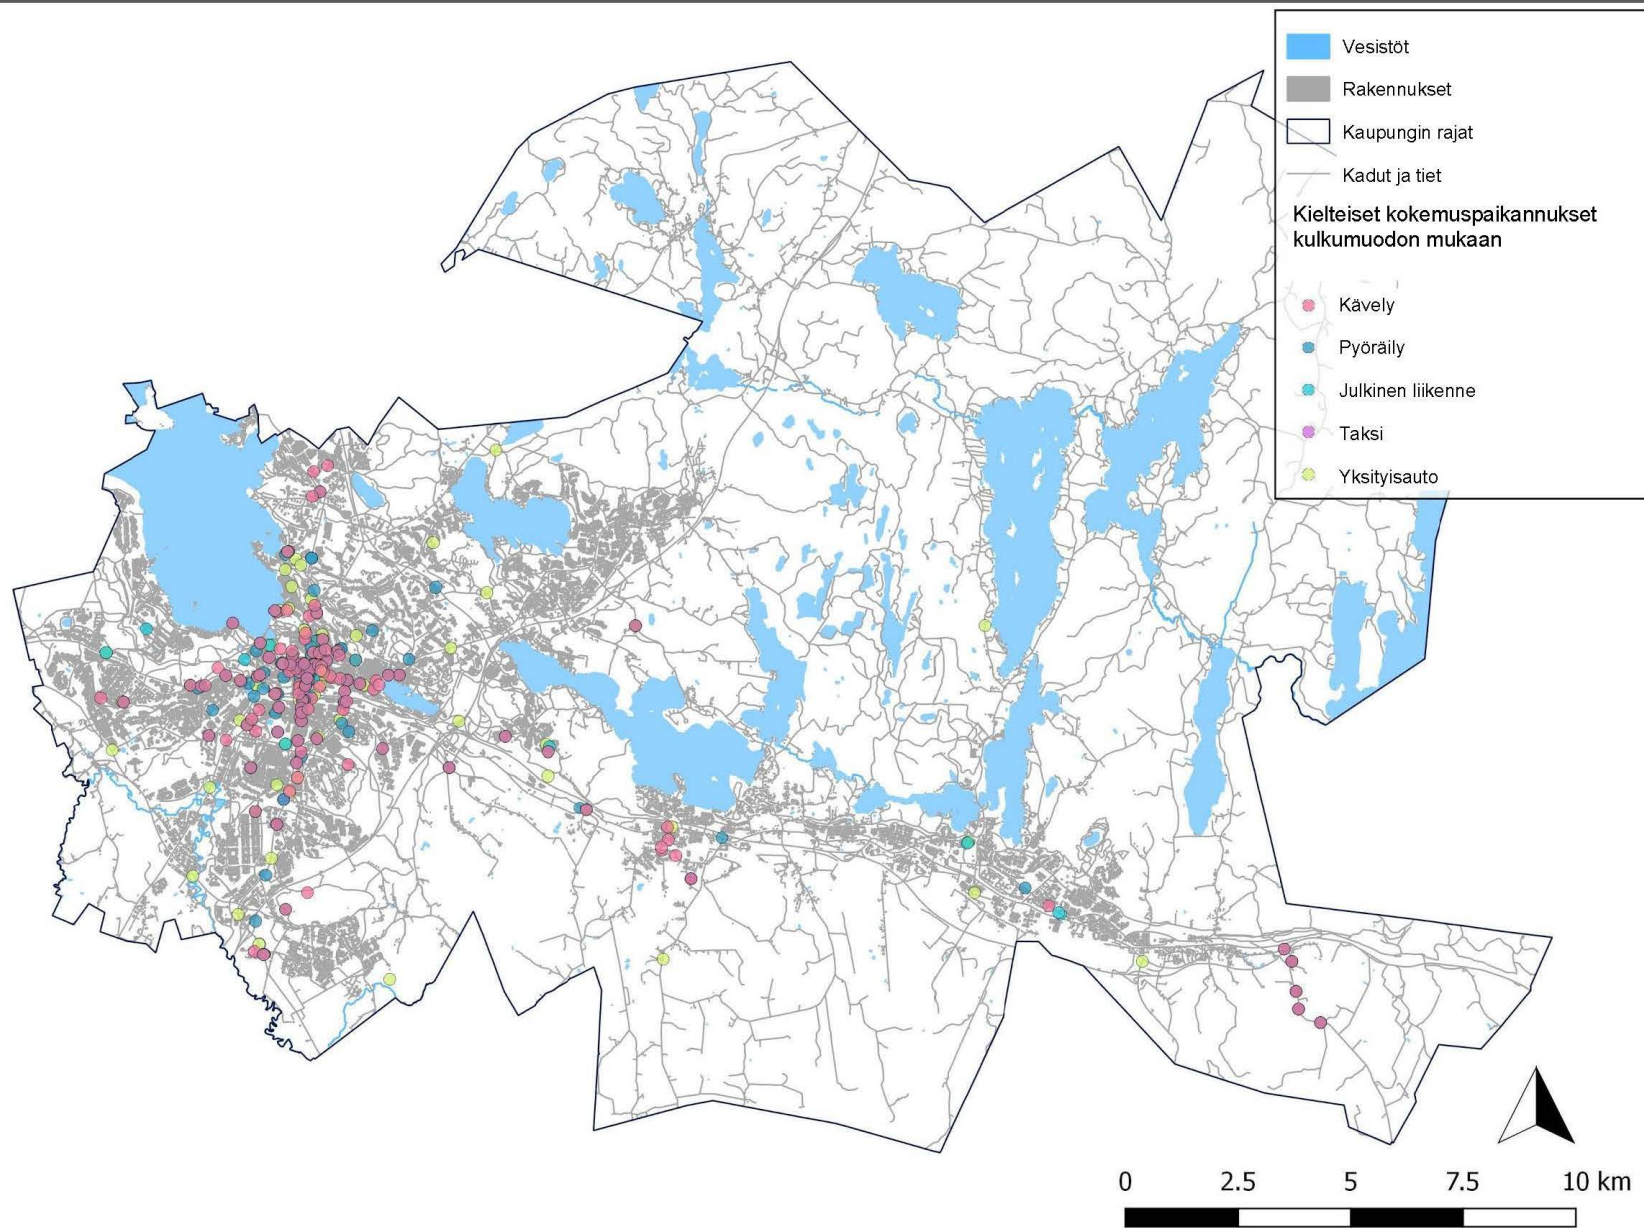 Vesistöt
Rakennukset
Kaupungin rajat
Kadut ja tiet
Kielteiset kokemuspaikannukset
kulkumuodon mukaan
Kävely
Pyöräily
Julkinen liikenne
Taksi
Yksityisauto
0 2.5 5 7.5 10 km